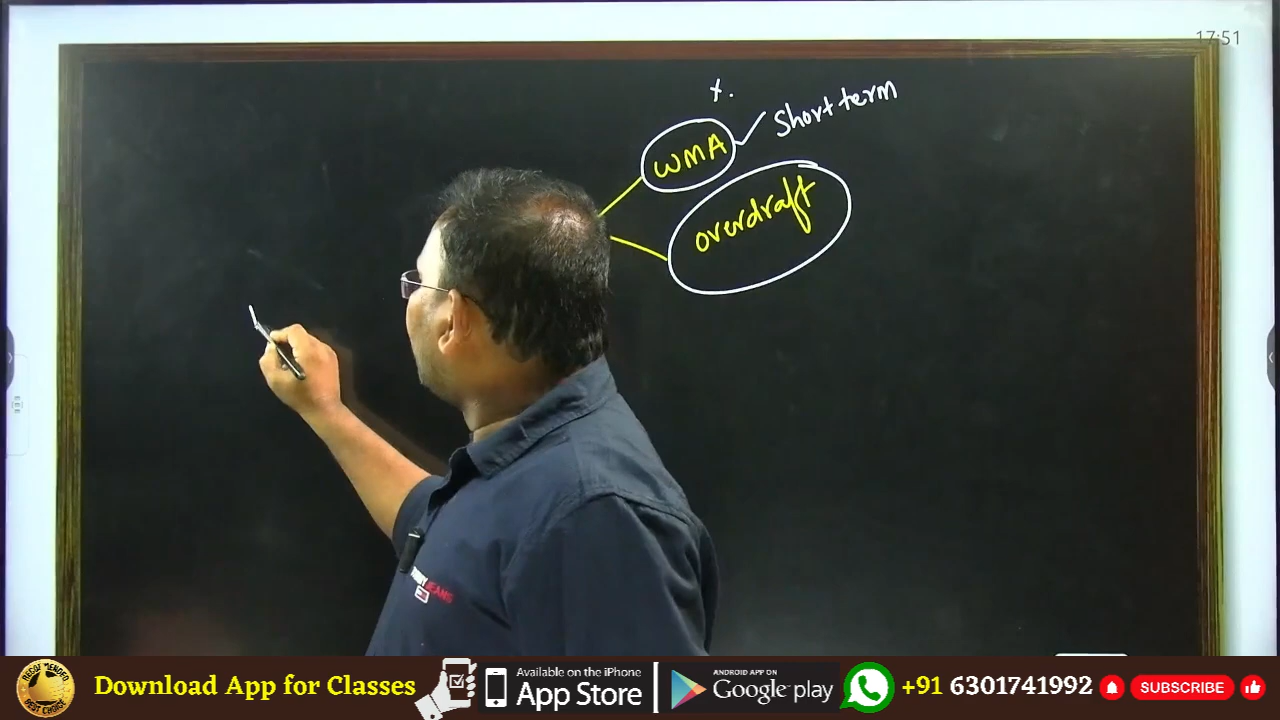 17:51
+.
Short term
WMA
overdraft
JEANS
Download App for Classes
Available on the iPhone
App Store
ANDROID APP ON
Google play
+91 6301741992
SUBSCRIBE